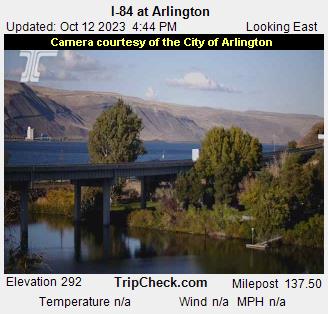 I-84 at Arlington
Updated: Oct 12 2023 4:44 PM Looking East
Camera courtesy of the City of Arlington
Elevation 292 TripCheck.com Milepost 137.50
Temperature n/a Wind n/a MPH n/a